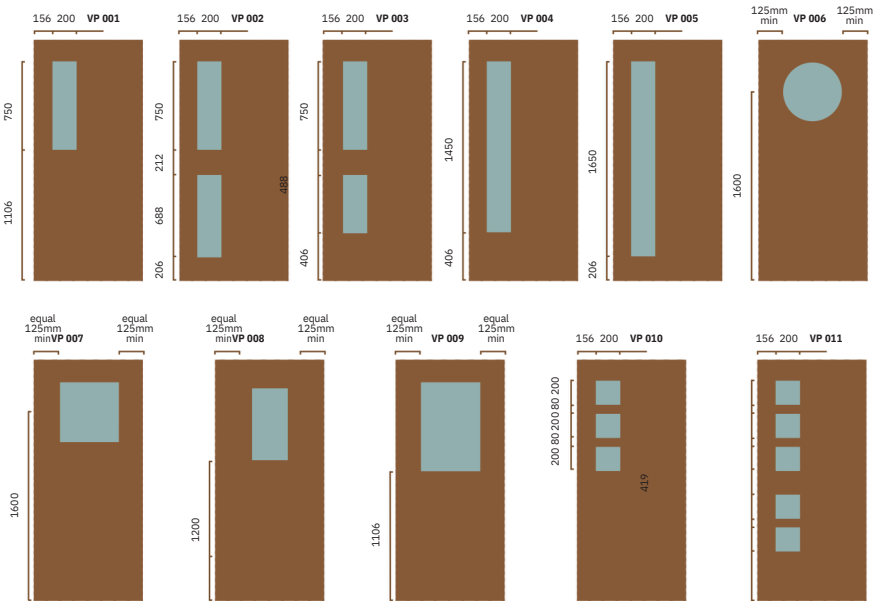 156 200 VP 001
750
1106
156 200 VP 002
750
212
688
206
488
156 200 VP 003
750
406
156 200 VP 004
1450
406
156 200 VP 005
1650
206
125mm
min
VP 006
125mm
min
1600
equal
125mm
min
VP 007
equal
125mm
min
1600
equal
125mm
min
VP 008
equal
125mm
min
1200
equal
125mm
min
VP 009
equal
125mm
min
1106
156 200 VP 010
200 80 200 80 200
419
156 200 VP 011